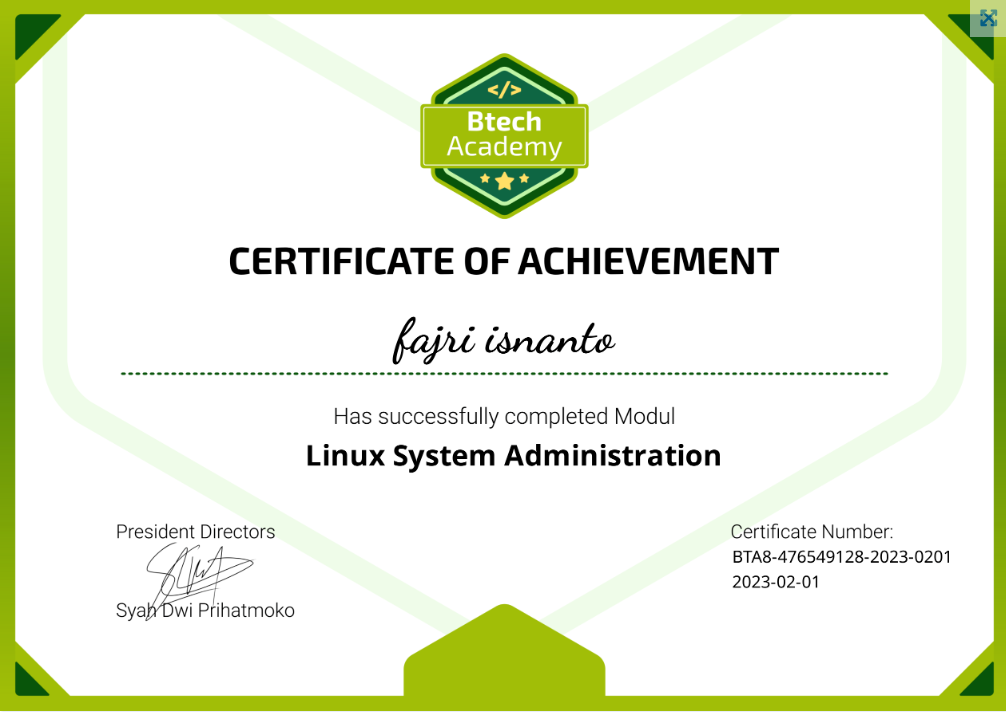 </>
Btech
Academy
CERTIFICATE OF ACHIEVEMENT
fajri isnanto
Has successfully completed Modul
Linux System Administration
President Directors
Syah Dwi Prihatmoko
Certificate Number:
BTA8-476549128-2023-0201
2023-02-01